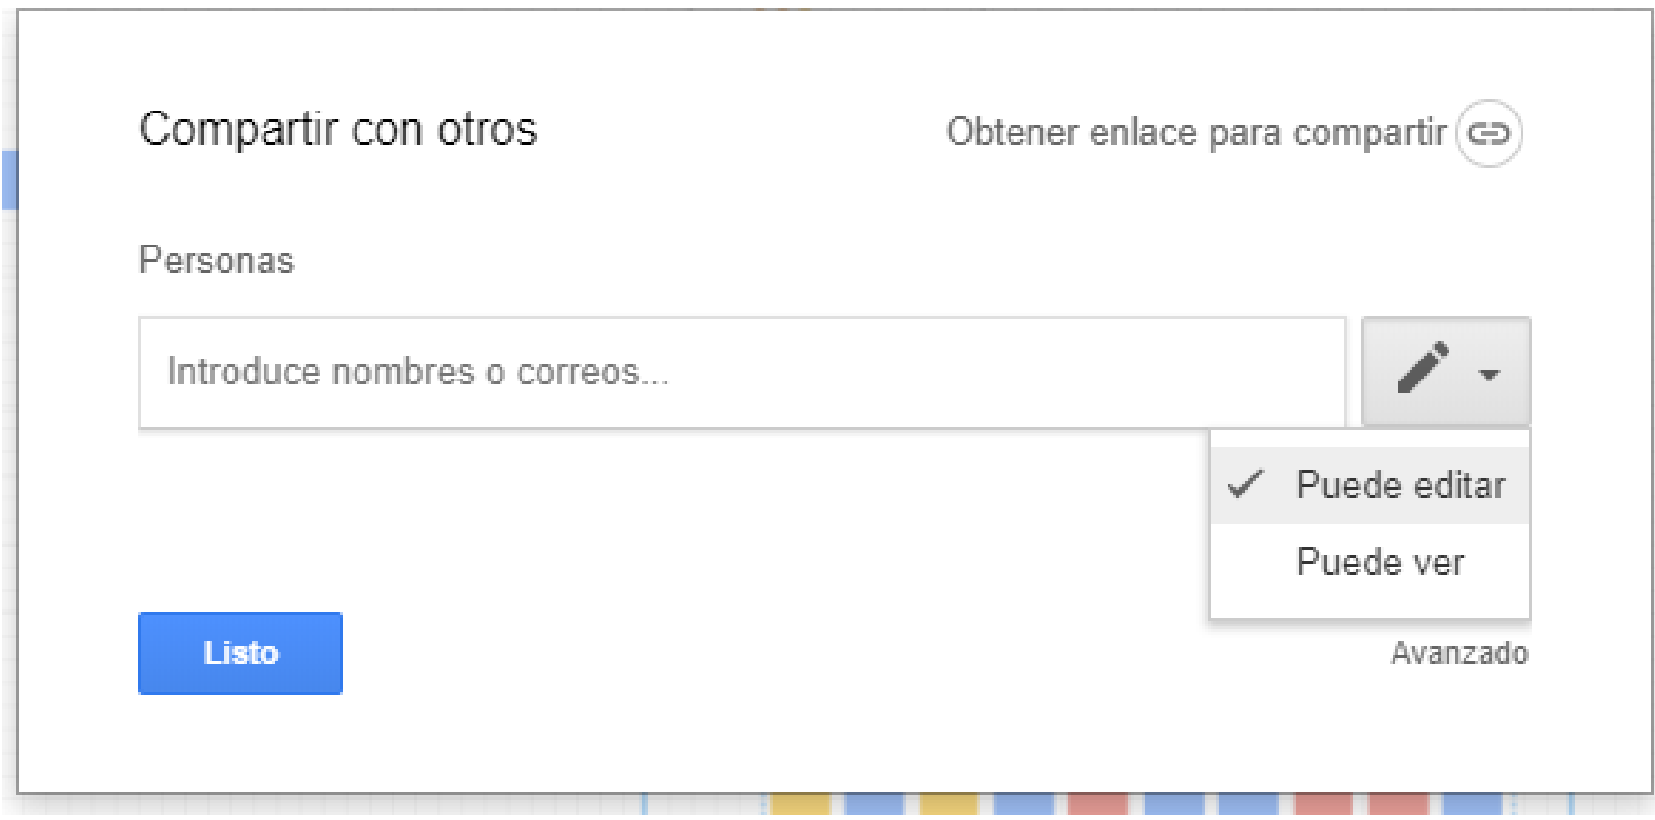 Compartir con otros
Obtener enlace para compartir
Personas
Introduce nombres o correos...
Puede editar
Puede ver
Listo
Avanzado